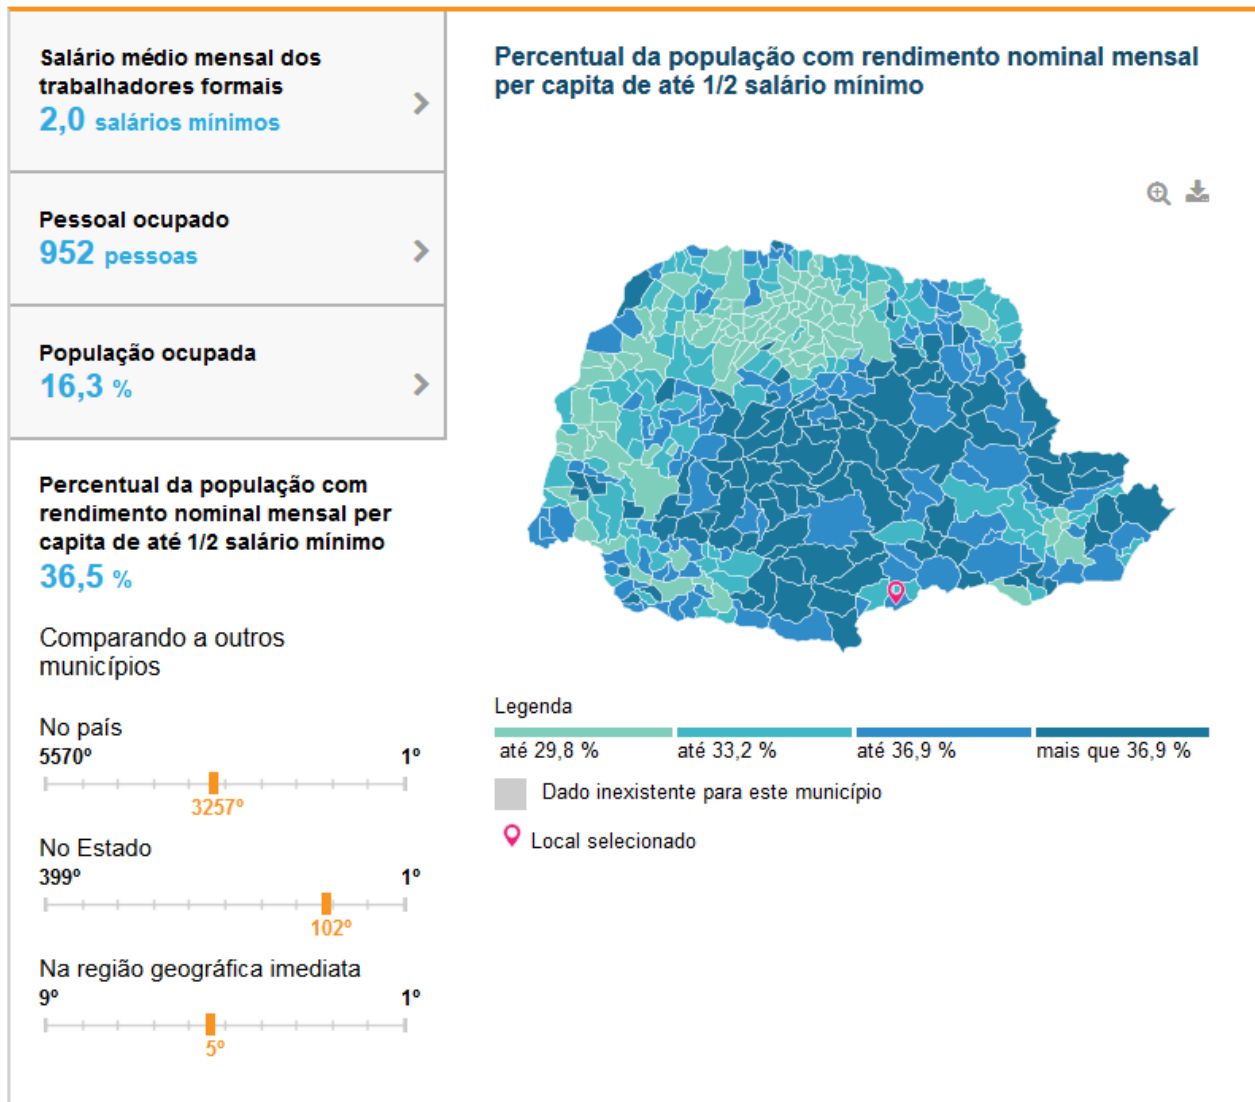 Salário médio mensal dos
trabalhadores formais
2,0 salários mínimos
Pessoal ocupado
952 pessoas
População ocupada
16,3 %
Percentual da população com
rendimento nominal mensal per
capita de até 1/2 salário mínimo
36,5 %
Comparando a outros
municípios
No país
5570º 1º
3257º
No Estado
399º 1º
102º
Na região geográfica imediata
9º 1º
5º
Percentual da população com rendimento nominal mensal
per capita de até 1/2 salário mínimo
Legenda
até 29,8 % até 33,2 % até 36,9 % mais que 36,9 %
Dado inexistente para este município
Local selecionado